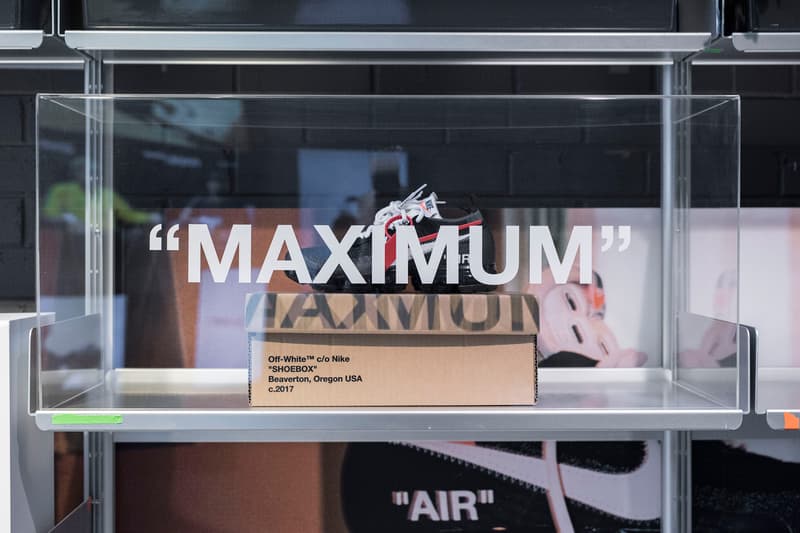 “MAXIMUM”
Off-White™ c/o Nike
"SHOEBOX"
Beaverton, Oregon USA
c.2017
"AIR"